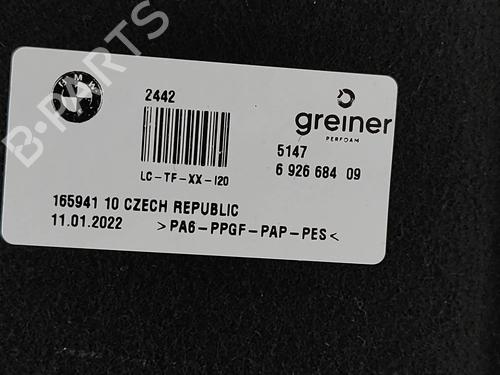 B-PARTS
BMW
2442
greiner
PERFOAM
LC-TF-XX-I20
5147
6 926 684 09
165941 10 CZECH REPUBLIC
11.01.2022 >PA6-PPGF-PAP-PES<